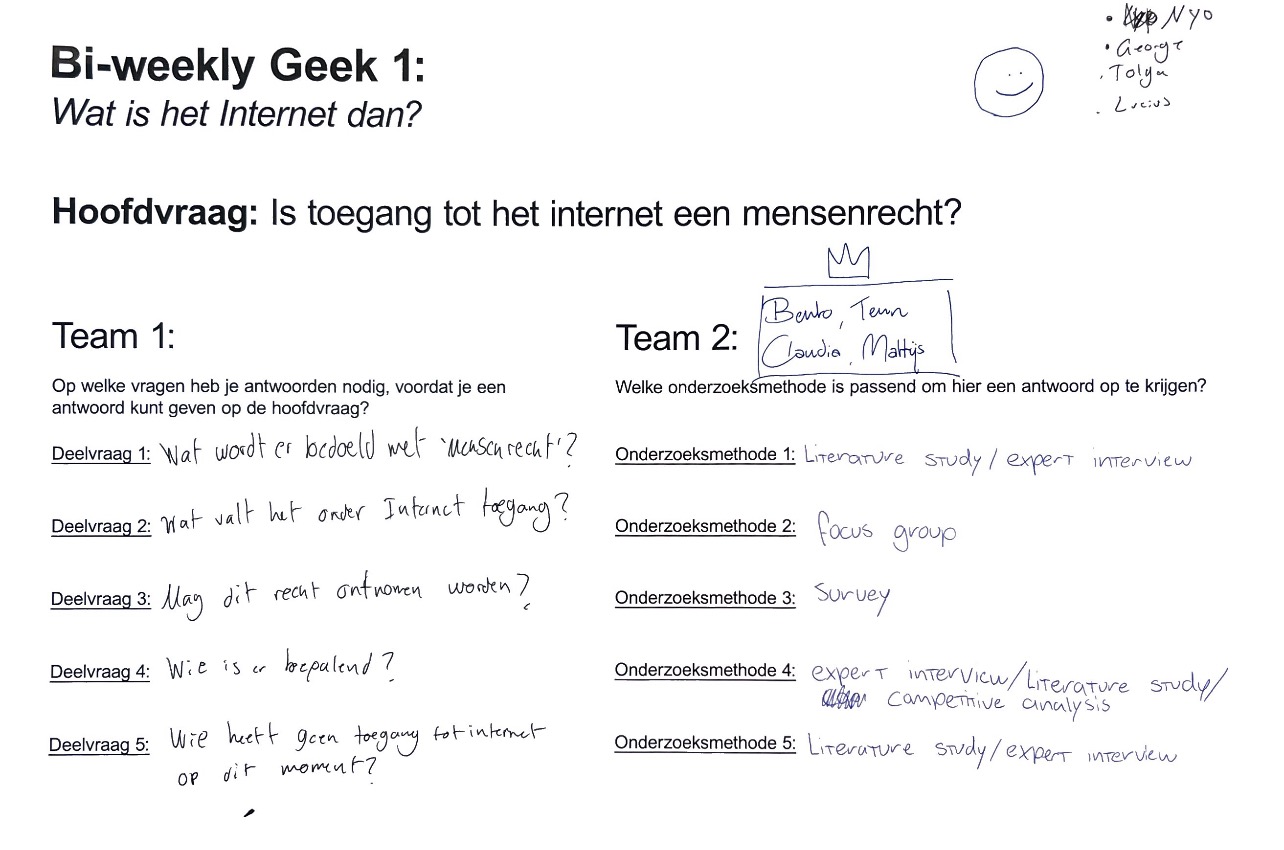 Bi-weekly Geek 1:
Wat is het Internet dan?
• Nyo
• George
• Tolga
• Lucius
Hoofdvraag: Is toegang tot het internet een mensenrecht?
Team 1:
Op welke vragen heb je antwoorden nodig, voordat je een
antwoord kunt geven op de hoofdvraag?
Deelvraag 1: Wat wordt er bedoeld met 'mensenrecht'?
Deelvraag 2: Wat valt het onder Internet toegang?
Deelvraag 3: Mag dit recht ontnomen worden?
Deelvraag 4: Wie is er bepalend?
Deelvraag 5: Wie heeft geen toegang tot internet
op dit moment?
Team 2:
Bento, Teun
Claudia, Mattijs
Welke onderzoeksmethode is passend om hier een antwoord op te krijgen?
Onderzoeksmethode 1: Literature study / expert interview
Onderzoeksmethode 2: focus group
Onderzoeksmethode 3: Survey
Onderzoeksmethode 4: expert interview/Literature study/
competitive analysis
Onderzoeksmethode 5: Literature study/expert interview